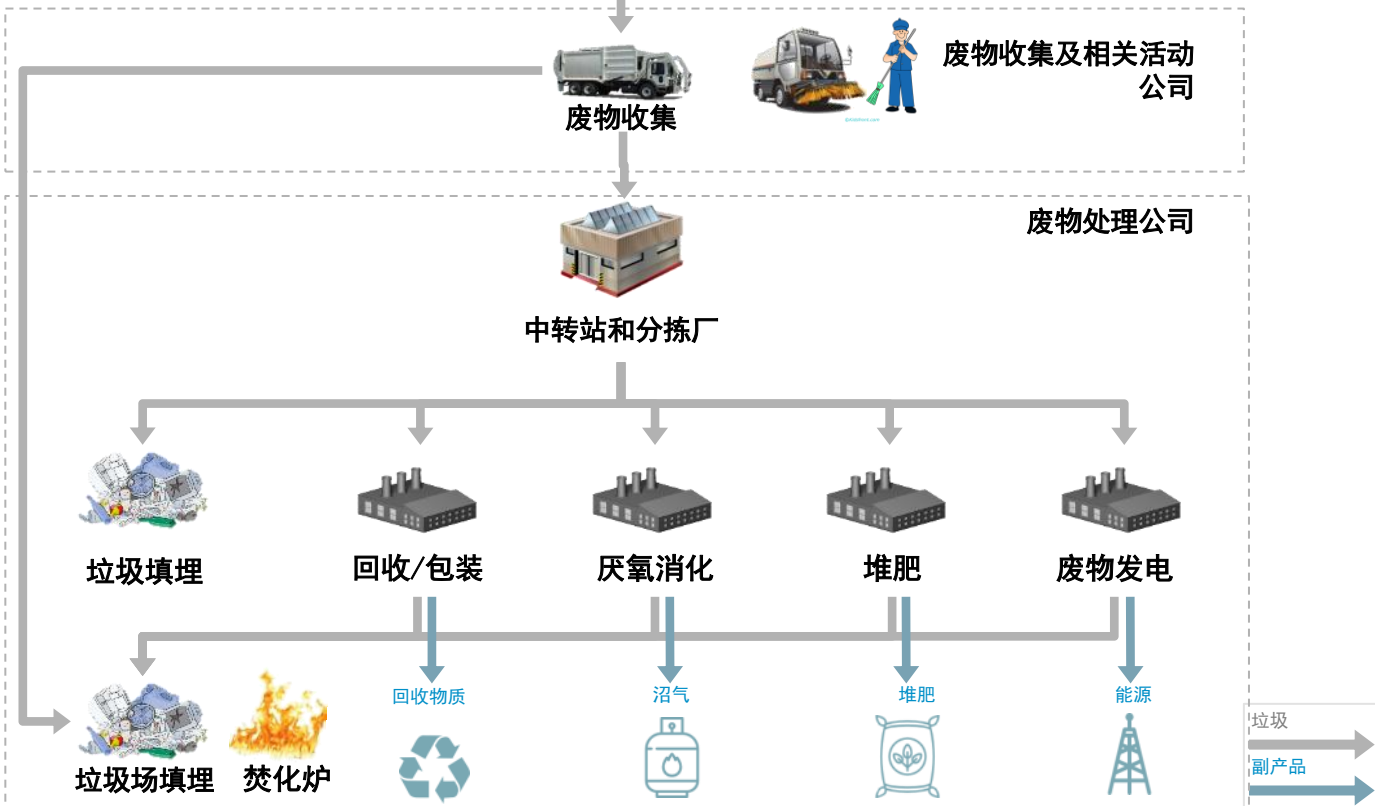 废物收集及相关活动
公司
废物收集
废物处理公司
中转站和分拣厂
垃圾填埋
回收/包装
厌氧消化
堆肥
废物发电
回收物质
沼气
堆肥
能源
垃圾
副产品
垃圾场填埋
焚化炉